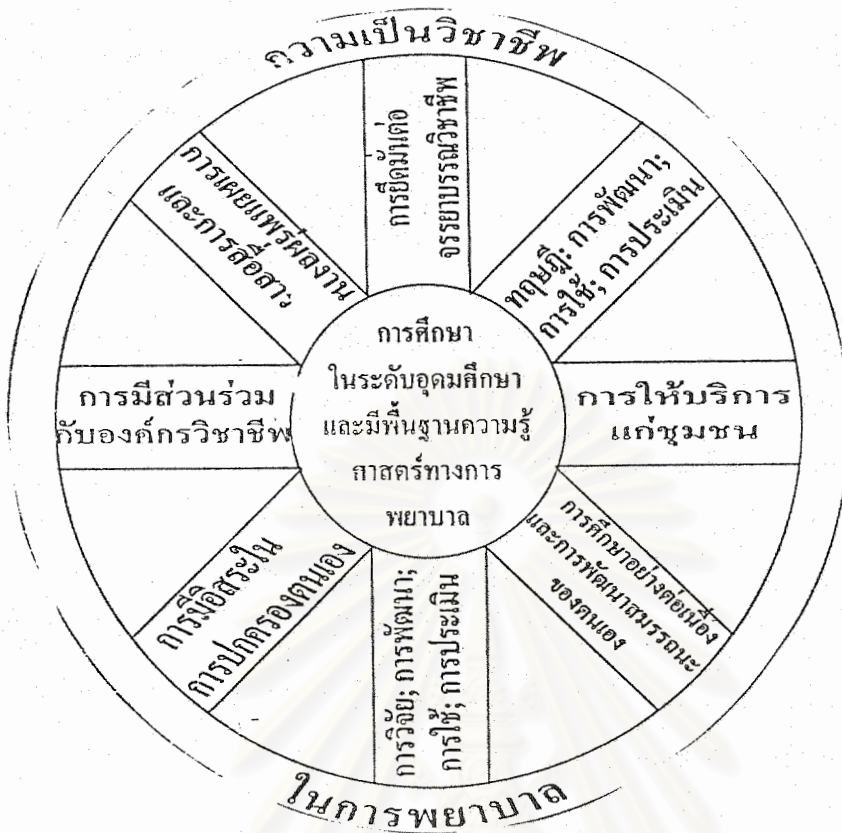 ความเป็นวิชาชีพ
การยึดมั่นต่อ
จรรยาบรรณวิชาชีพ
ทฤษฎี: การพัฒนา;
การใช้; การประเมิน
การให้บริการ
แก่ชุมชน
การศึกษาอย่างต่อเนื่อง
และการพัฒนาสมรรถนะ
ของตนเอง
การวิจัย; การพัฒนา;
การใช้; การประเมิน
การมีอิสระใน
การปกครองตนเอง
การมีส่วนร่วม
กับองค์กรวิชาชีพ
การเผยแพร่ผลงาน
และการสื่อสาร
การศึกษา
ในระดับอุดมศึกษา
และมีพื้นฐานความรู้
ศาสตร์ทางการ
พยาบาล
ในการพยาบาล